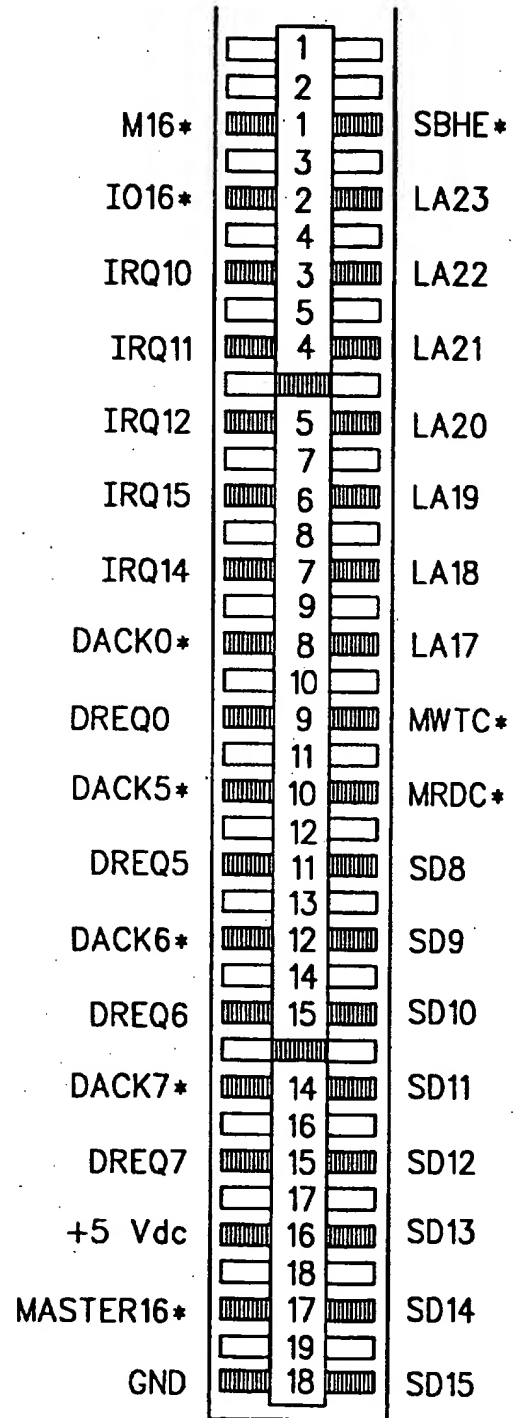 1
2
M16* 1 SBHE*
3
IO16* 2 LA23
4
IRQ10 3 LA22
5
IRQ11 4 LA21
IRQ12 5 LA20
7
IRQ15 6 LA19
8
IRQ14 7 LA18
9
DACK0* 8 LA17
10
DREQ0 9 MWTC*
11
DACK5* 10 MRDC*
12
DREQ5 11 SD8
13
DACK6* 12 SD9
14
DREQ6 15 SD10
DACK7* 14 SD11
16
DREQ7 15 SD12
17
+5 Vdc 16 SD13
18
MASTER16* 17 SD14
19
GND 18 SD15